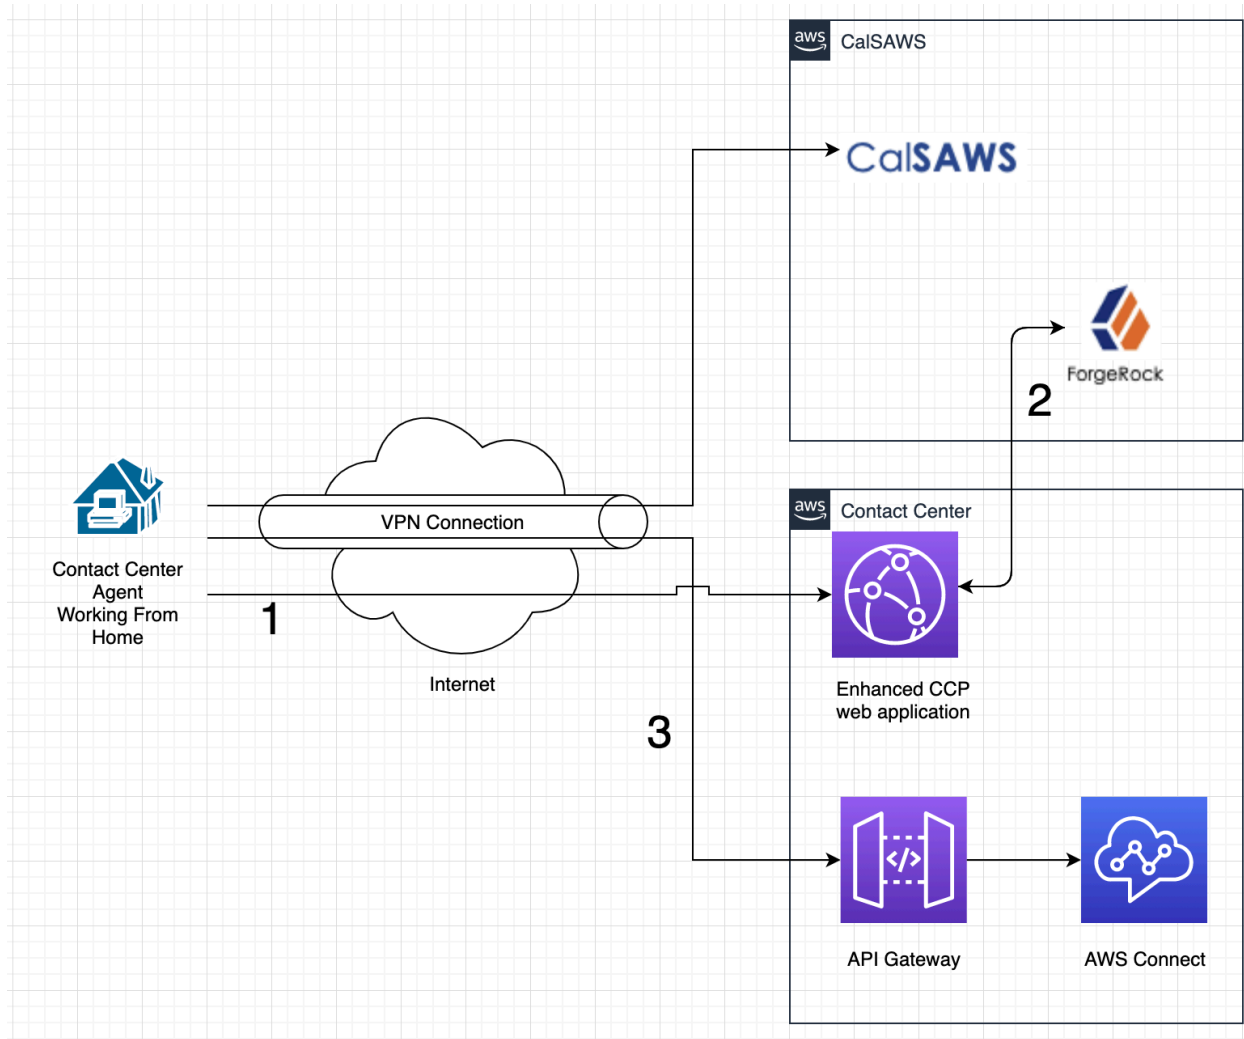 aws
CalSAWS
CalSAWS
ForgeRock
2
VPN Connection
aws
Contact Center
Contact Center
Agent
Working From
Home
1
Internet
Enhanced CCP
web application
3
</>
API Gateway
AWS Connect